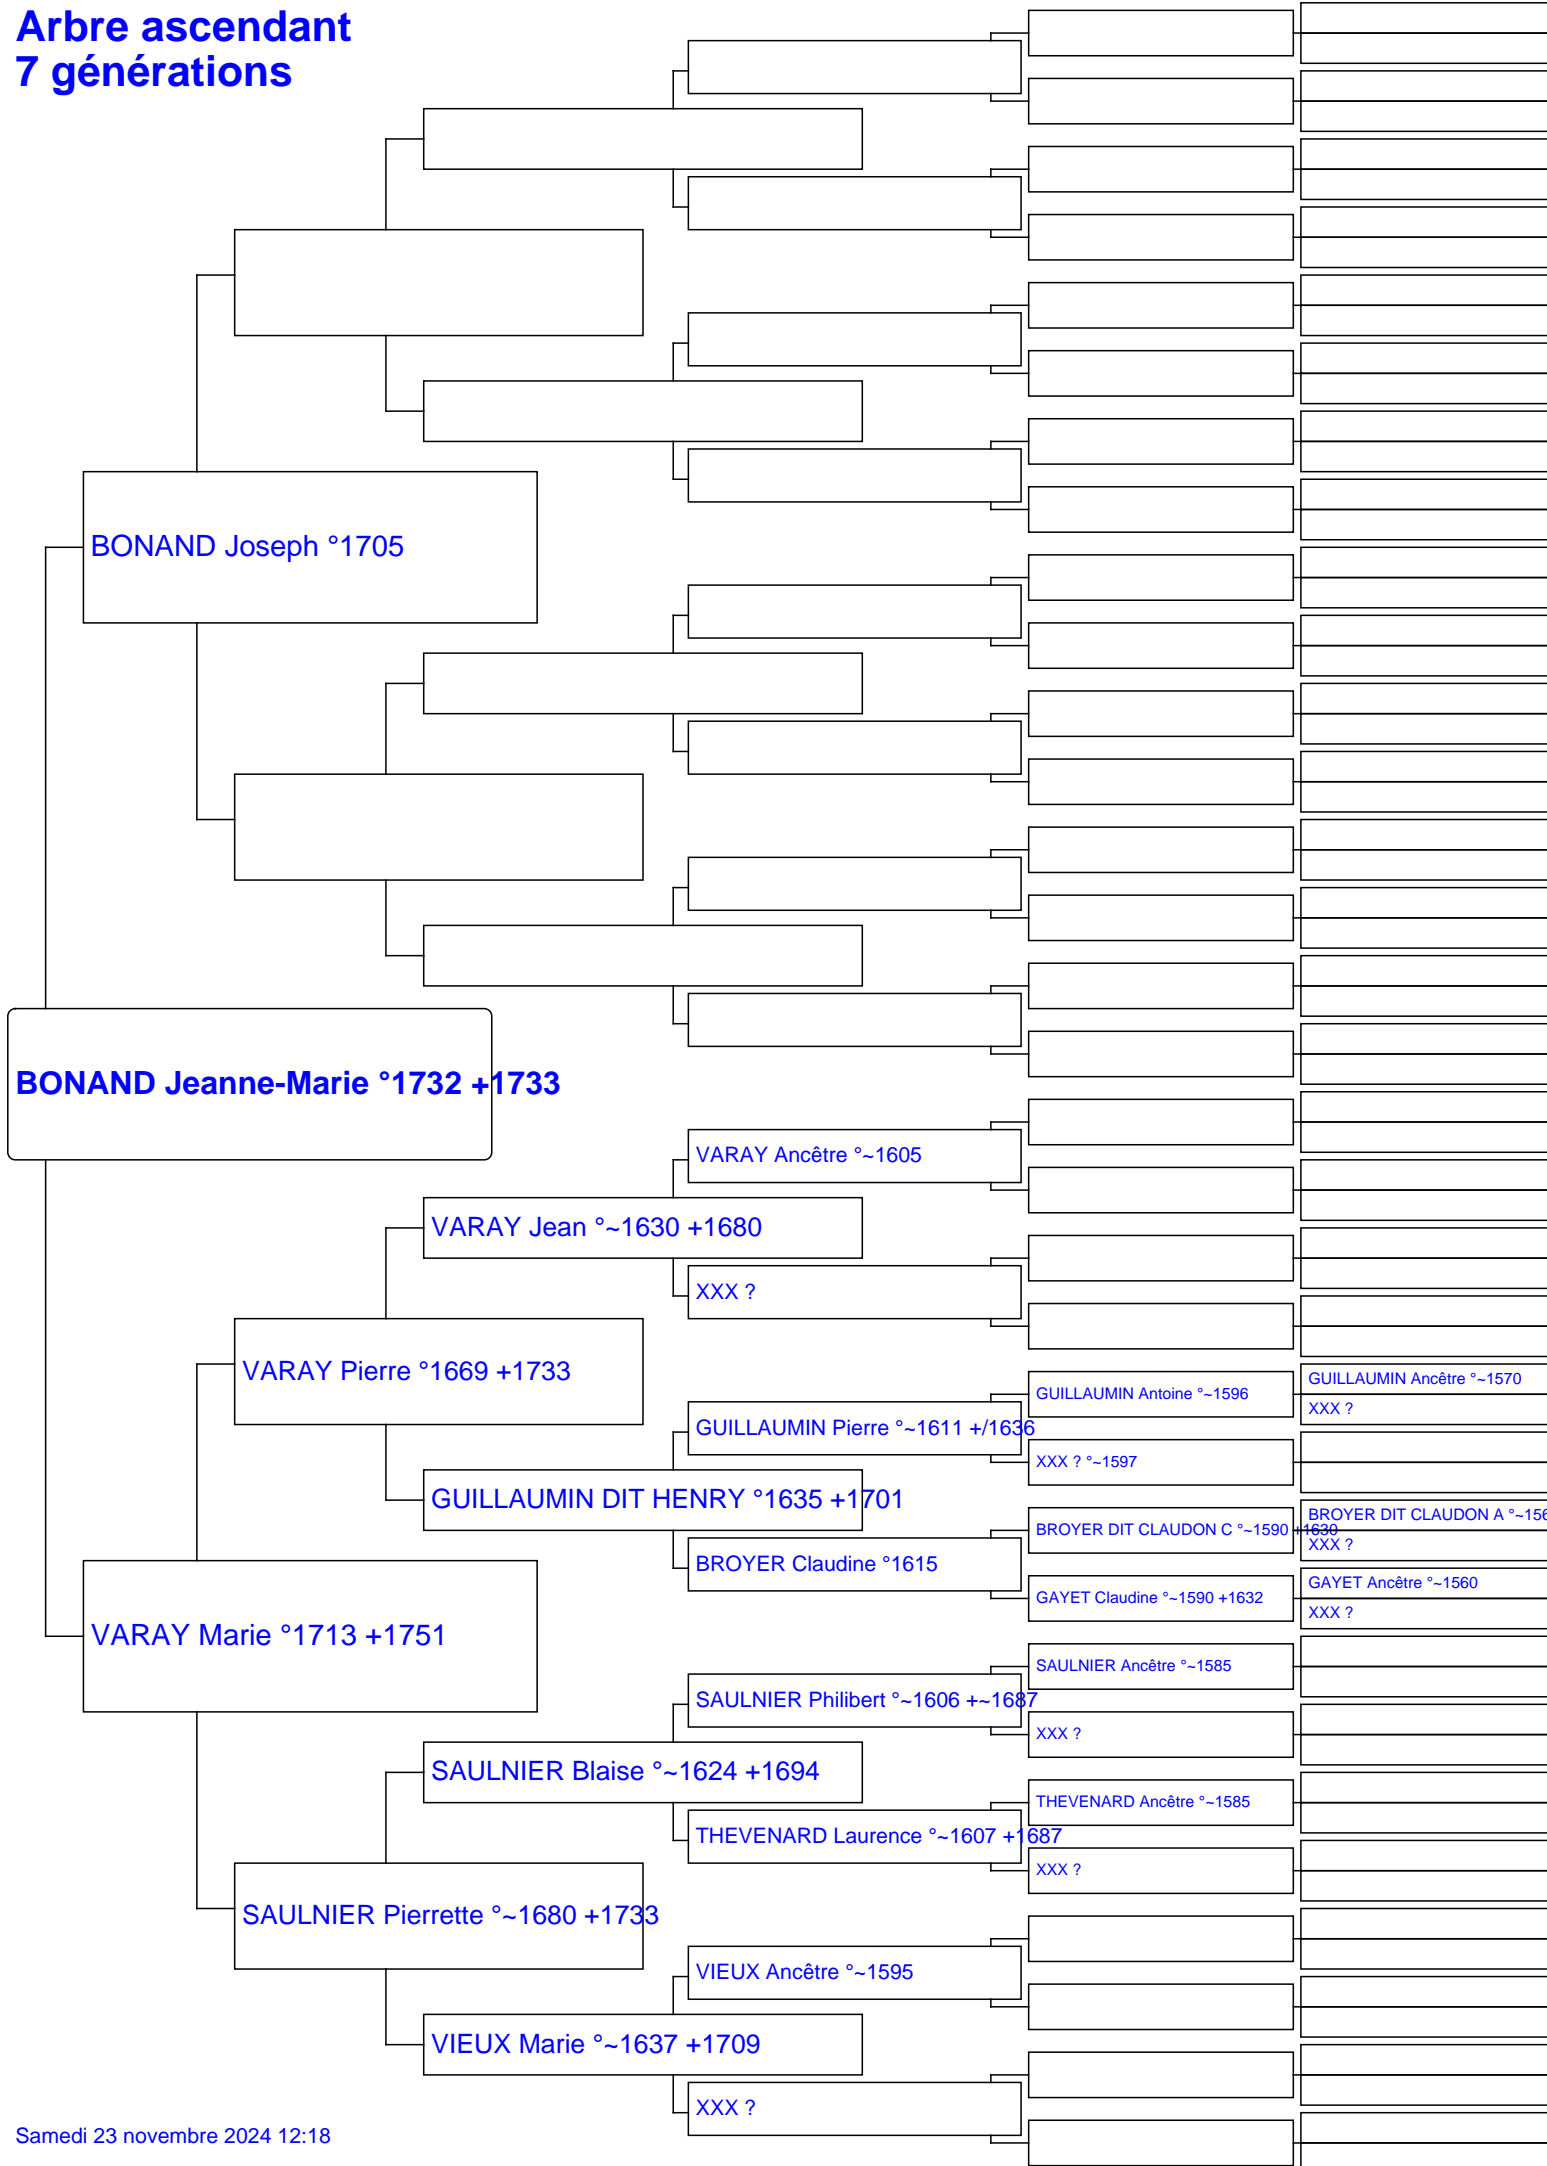 Arbre ascendant
7 générations
BONAND Joseph °1705
BONAND Jeanne-Marie °1732 +1733
VARAY Ancêtre °~1605
VARAY Jean °~1630 +1680
XXX ?
VARAY Pierre °1669 +1733
GUILLAUMIN Antoine °~1596
GUILLAUMIN Ancêtre °~1570
XXX ?
GUILLAUMIN Pierre °~1611 +/1636
XXX ? °~1597
GUILLAUMIN DIT HENRY °1635 +1701
BROYER DIT CLAUDON C °~1590 +1630
BROYER DIT CLAUDON A °~156
XXX ?
BROYER Claudine °1615
GAYET Claudine °~1590 +1632
GAYET Ancêtre °~1560
XXX ?
VARAY Marie °1713 +1751
SAULNIER Ancêtre °~1585
SAULNIER Philibert °~1606 +~1687
XXX ?
SAULNIER Blaise °~1624 +1694
THEVENARD Ancêtre °~1585
THEVENARD Laurence °~1607 +1687
XXX ?
SAULNIER Pierrette °~1680 +1733
VIEUX Ancêtre °~1595
VIEUX Marie °~1637 +1709
XXX ?
Samedi 23 novembre 2024 12:18